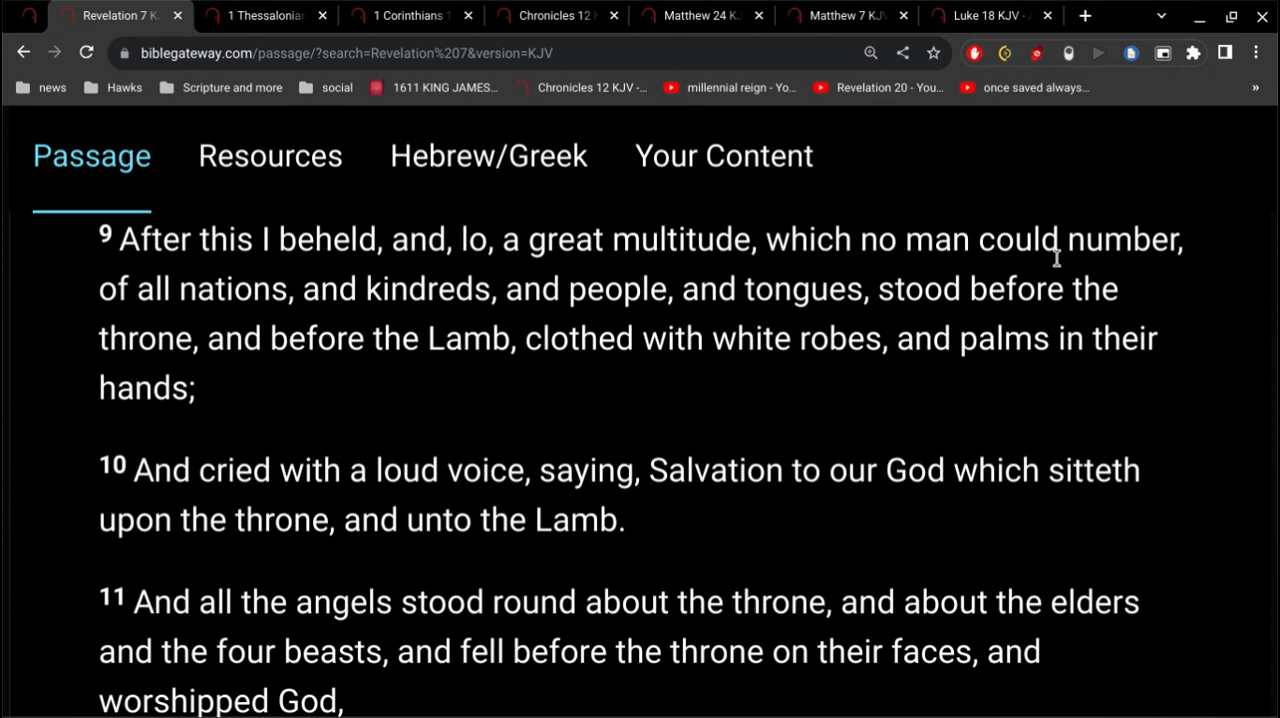 Revelation 7 K
1 Thessalonian
1 Corinthians 1
Chronicles 12 K
Matthew 24 KJ
Matthew 7 KJV
Luke 18 KJV -
biblegateway.com/passage/?search=Revelation%207&version=KJV
news
Hawks
Scripture and more
social
1611 KING JAMES...
Chronicles 12 KJV -...
millennial reign - Yo...
Revelation 20 - You...
once saved always...
»
Passage
Resources
Hebrew/Greek
Your Content
9 After this I beheld, and, lo, a great multitude, which no man could number,
of all nations, and kindreds, and people, and tongues, stood before the
throne, and before the Lamb, clothed with white robes, and palms in their
hands;
10 And cried with a loud voice, saying, Salvation to our God which sitteth
upon the throne, and unto the Lamb.
11 And all the angels stood round about the throne, and about the elders
and the four beasts, and fell before the throne on their faces, and
worshipped God,